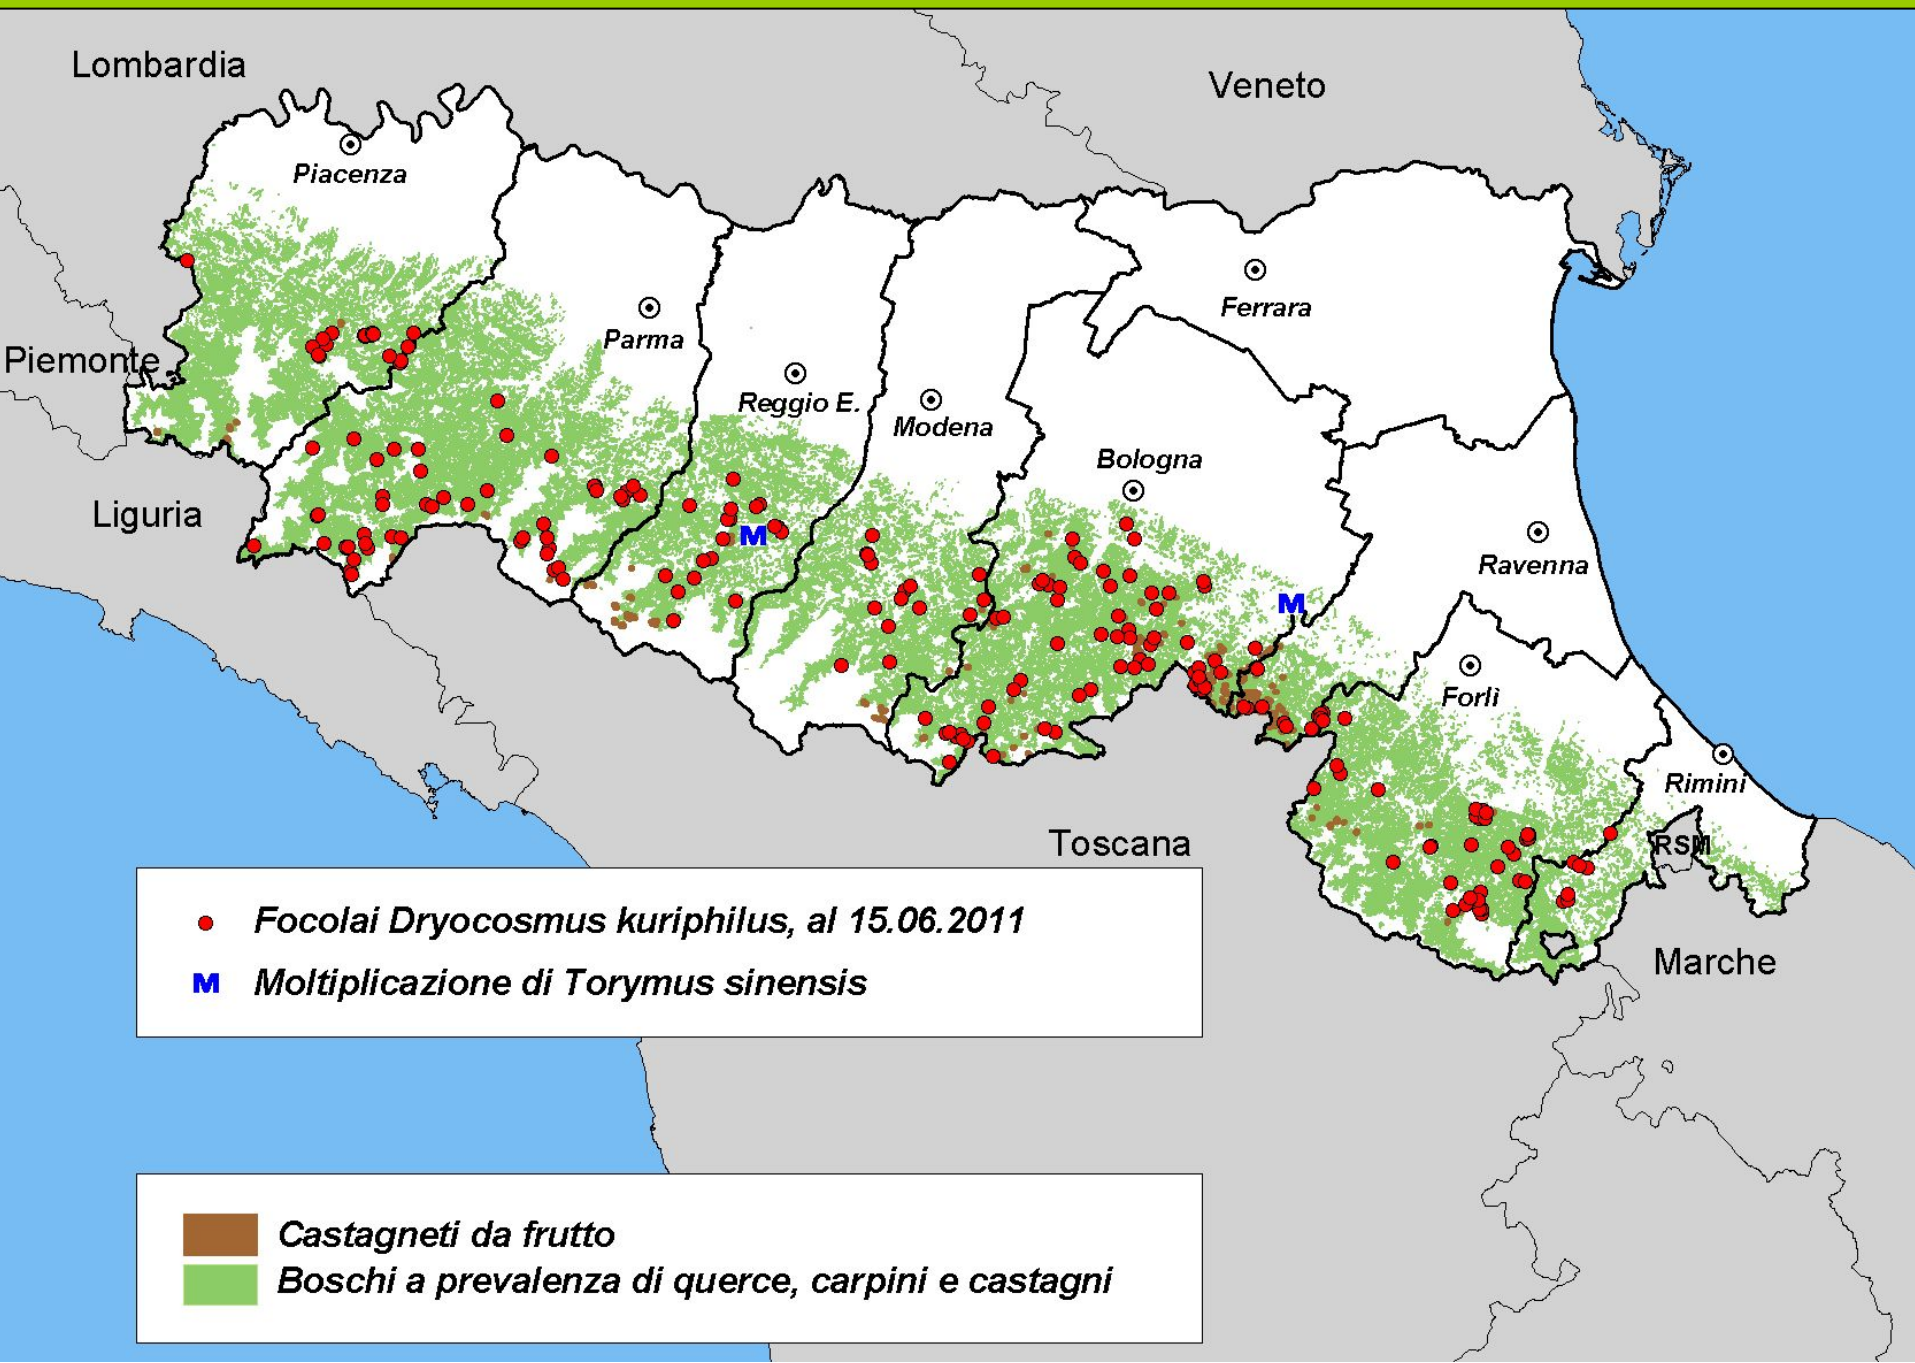 Lombardia
Veneto
Piacenza
Ferrara
Parma
Piemonte
Reggio E.
Modena
Bologna
Liguria
M
Ravenna
M
Forlì
Rimini
Toscana
RSM
Marche
Focolai Dryocosmus kuriphilus, al 15.06.2011
M Moltiplicazione di Torymus sinensis
Castagneti da frutto
Boschi a prevalenza di querce, carpini e castagni